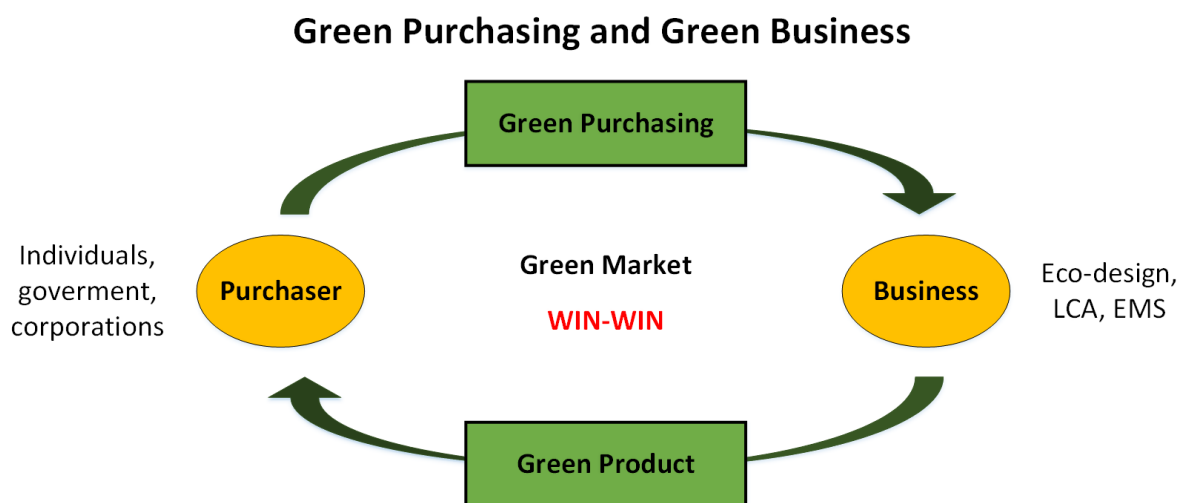 Green Purchasing and Green Business
Green Purchasing
Individuals,
goverment,
corporations
Purchaser
Green Market
WIN-WIN
Business
Eco-design,
LCA, EMS
Green Product